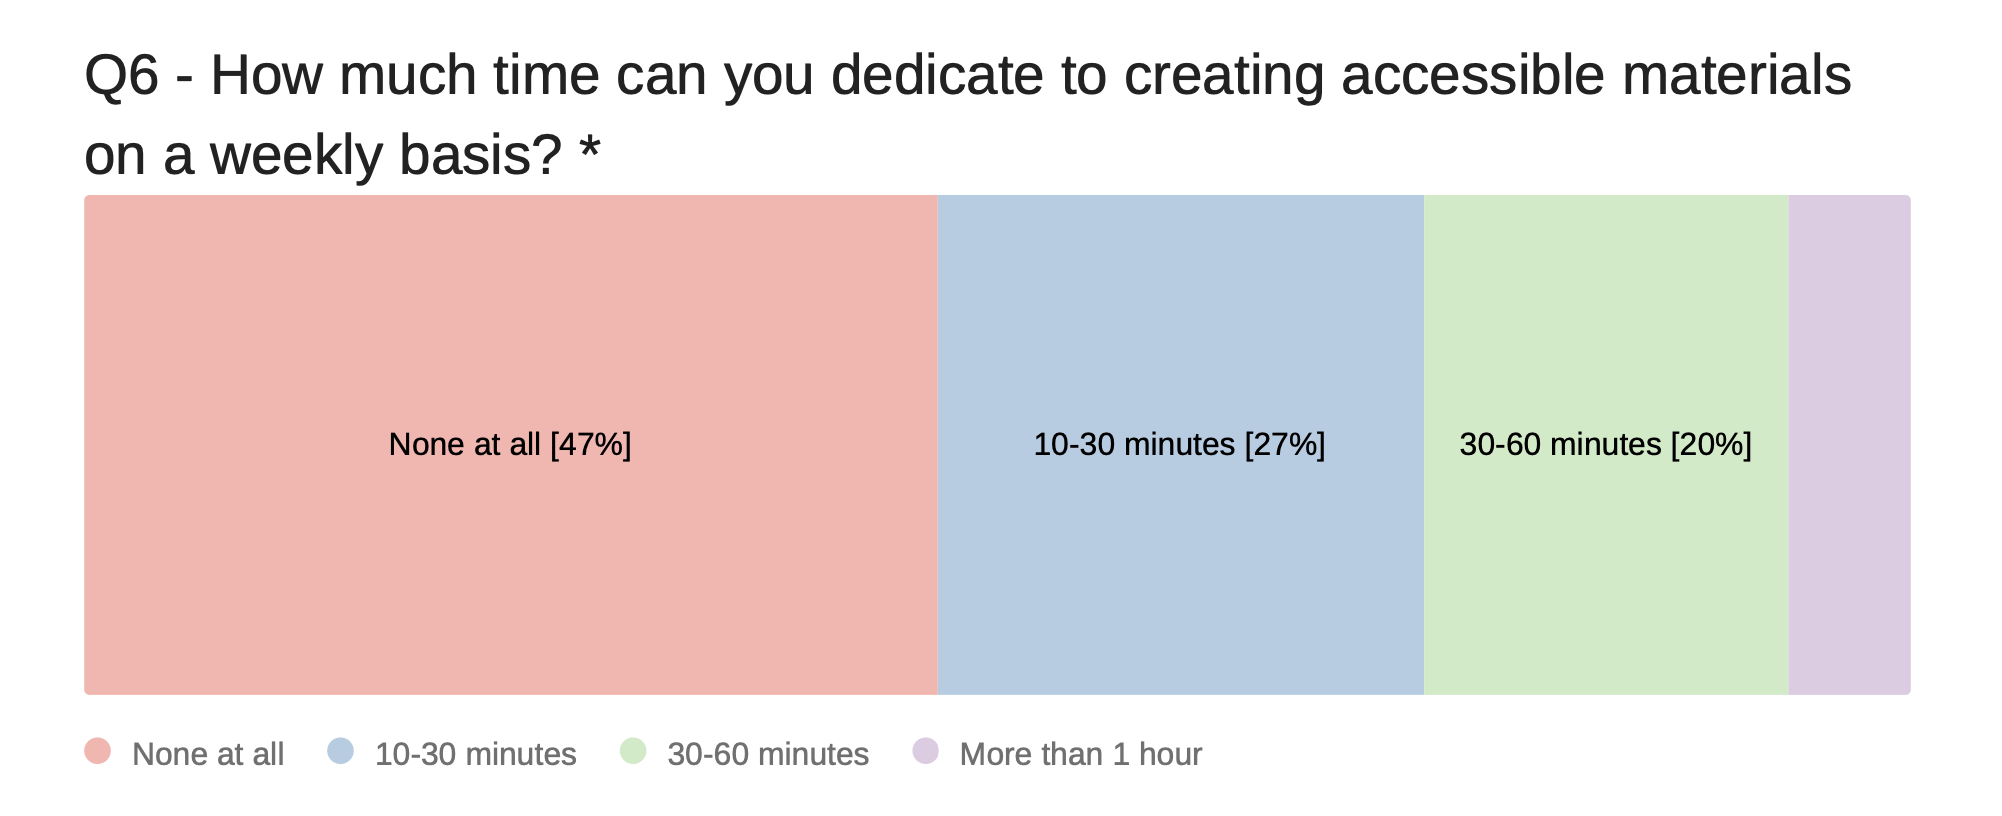 Q6 - How much time can you dedicate to creating accessible materials
on a weekly basis? *
None at all [47%]
10-30 minutes [27%]
30-60 minutes [20%]
None at all
10-30 minutes
30-60 minutes
More than 1 hour